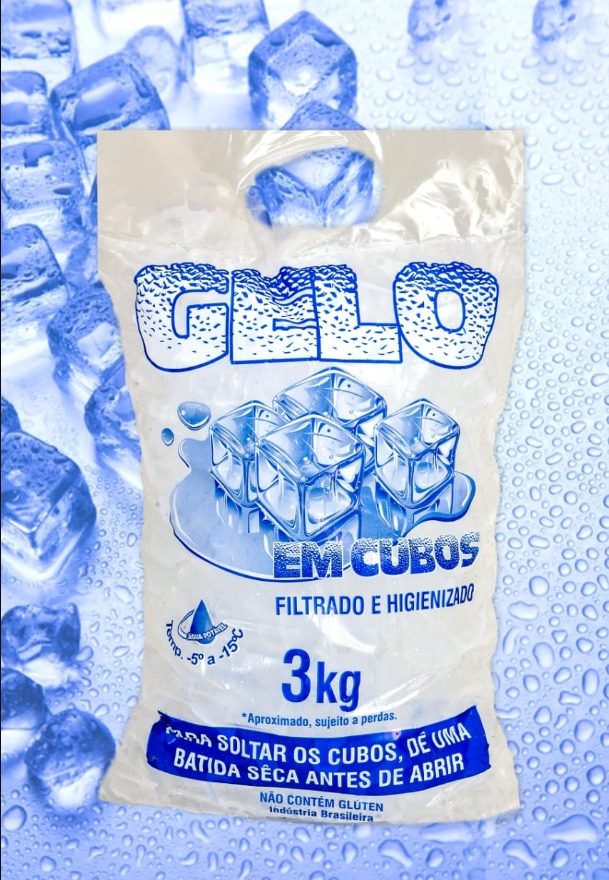 GELO
EM CUBOS
FILTRADO E HIGIENIZADO
ÁGUA POTÁVEL
Temp. -5º a -15ºC
3kg
*Aproximado, sujeito a perdas.
PARA SOLTAR OS CUBOS, DÊ UMA
BATIDA SÊCA ANTES DE ABRIR
NÃO CONTÉM GLÚTEN
Indústria Brasileira